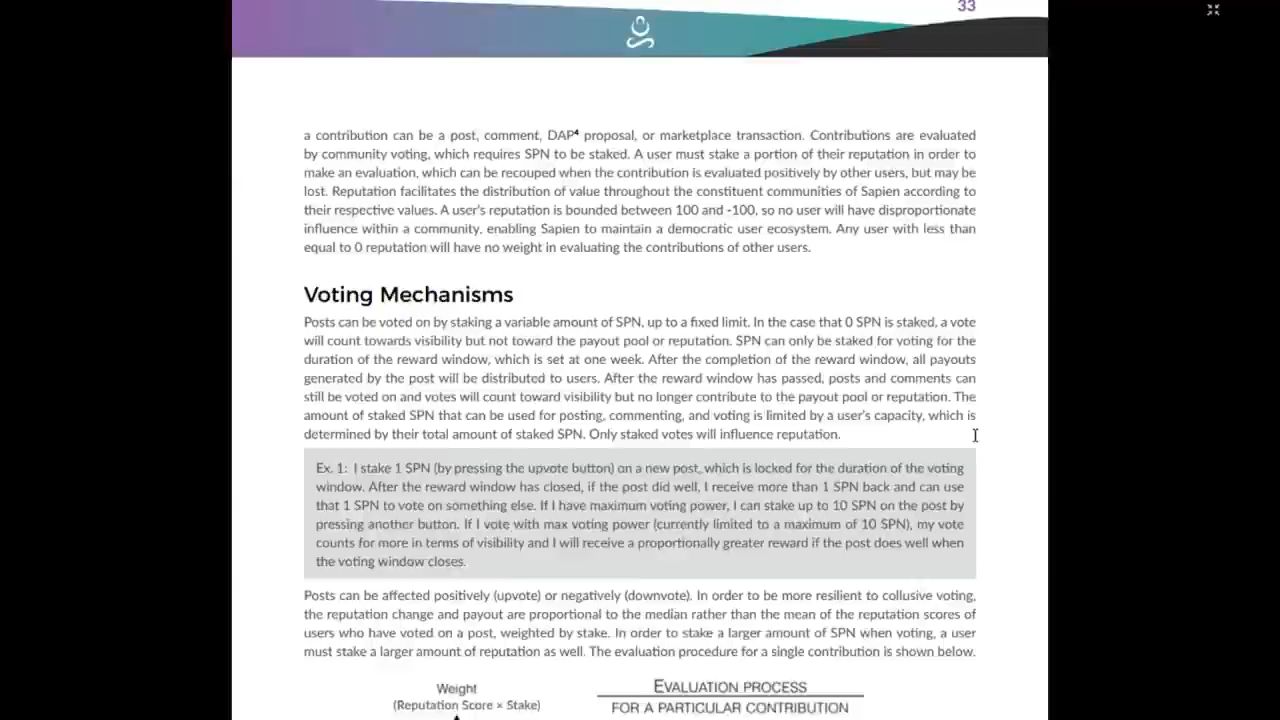 33
a contribution can be a post, comment, DAP⁴ proposal, or marketplace transaction. Contributions are evaluated
by community voting, which requires SPN to be staked. A user must stake a portion of their reputation in order to
make an evaluation, which can be recouped when the contribution is evaluated positively by other users, but may be
lost. Reputation facilitates the distribution of value throughout the constituent communities of Sapien according to
their respective values. A user's reputation is bounded between 100 and -100, so no user will have disproportionate
influence within a community, enabling Sapien to maintain a democratic user ecosystem. Any user with less than
equal to 0 reputation will have no weight in evaluating the contributions of other users.
Voting Mechanisms
Posts can be voted on by staking a variable amount of SPN, up to a fixed limit. In the case that 0 SPN is staked, a vote
will count towards visibility but not toward the payout pool or reputation. SPN can only be staked for voting for the
duration of the reward window, which is set at one week. After the completion of the reward window, all payouts
generated by the post will be distributed to users. After the reward window has passed, posts and comments can
still be voted on and votes will count toward visibility but no longer contribute to the payout pool or reputation. The
amount of staked SPN that can be used for posting, commenting, and voting is limited by a user's capacity, which is
determined by their total amount of staked SPN. Only staked votes will influence reputation.
Ex. 1: I stake 1 SPN (by pressing the upvote button) on a new post, which is locked for the duration of the voting
window. After the reward window has closed, if the post did well, I receive more than 1 SPN back and can use
that 1 SPN to vote on something else. If I have maximum voting power, I can stake up to 10 SPN on the post by
pressing another button. If I vote with max voting power (currently limited to a maximum of 10 SPN), my vote
counts for more in terms of visibility and I will receive a proportionally greater reward if the post does well when
the voting window closes.
Posts can be affected positively (upvote) or negatively (downvote). In order to be more resilient to collusive voting,
the reputation change and payout are proportional to the median rather than the mean of the reputation scores of
users who have voted on a post, weighted by stake. In order to stake a larger amount of SPN when voting, a user
must stake a larger amount of reputation as well. The evaluation procedure for a single contribution is shown below.
Weight
(Reputation Score × Stake)
EVALUATION PROCESS
FOR A PARTICULAR CONTRIBUTION